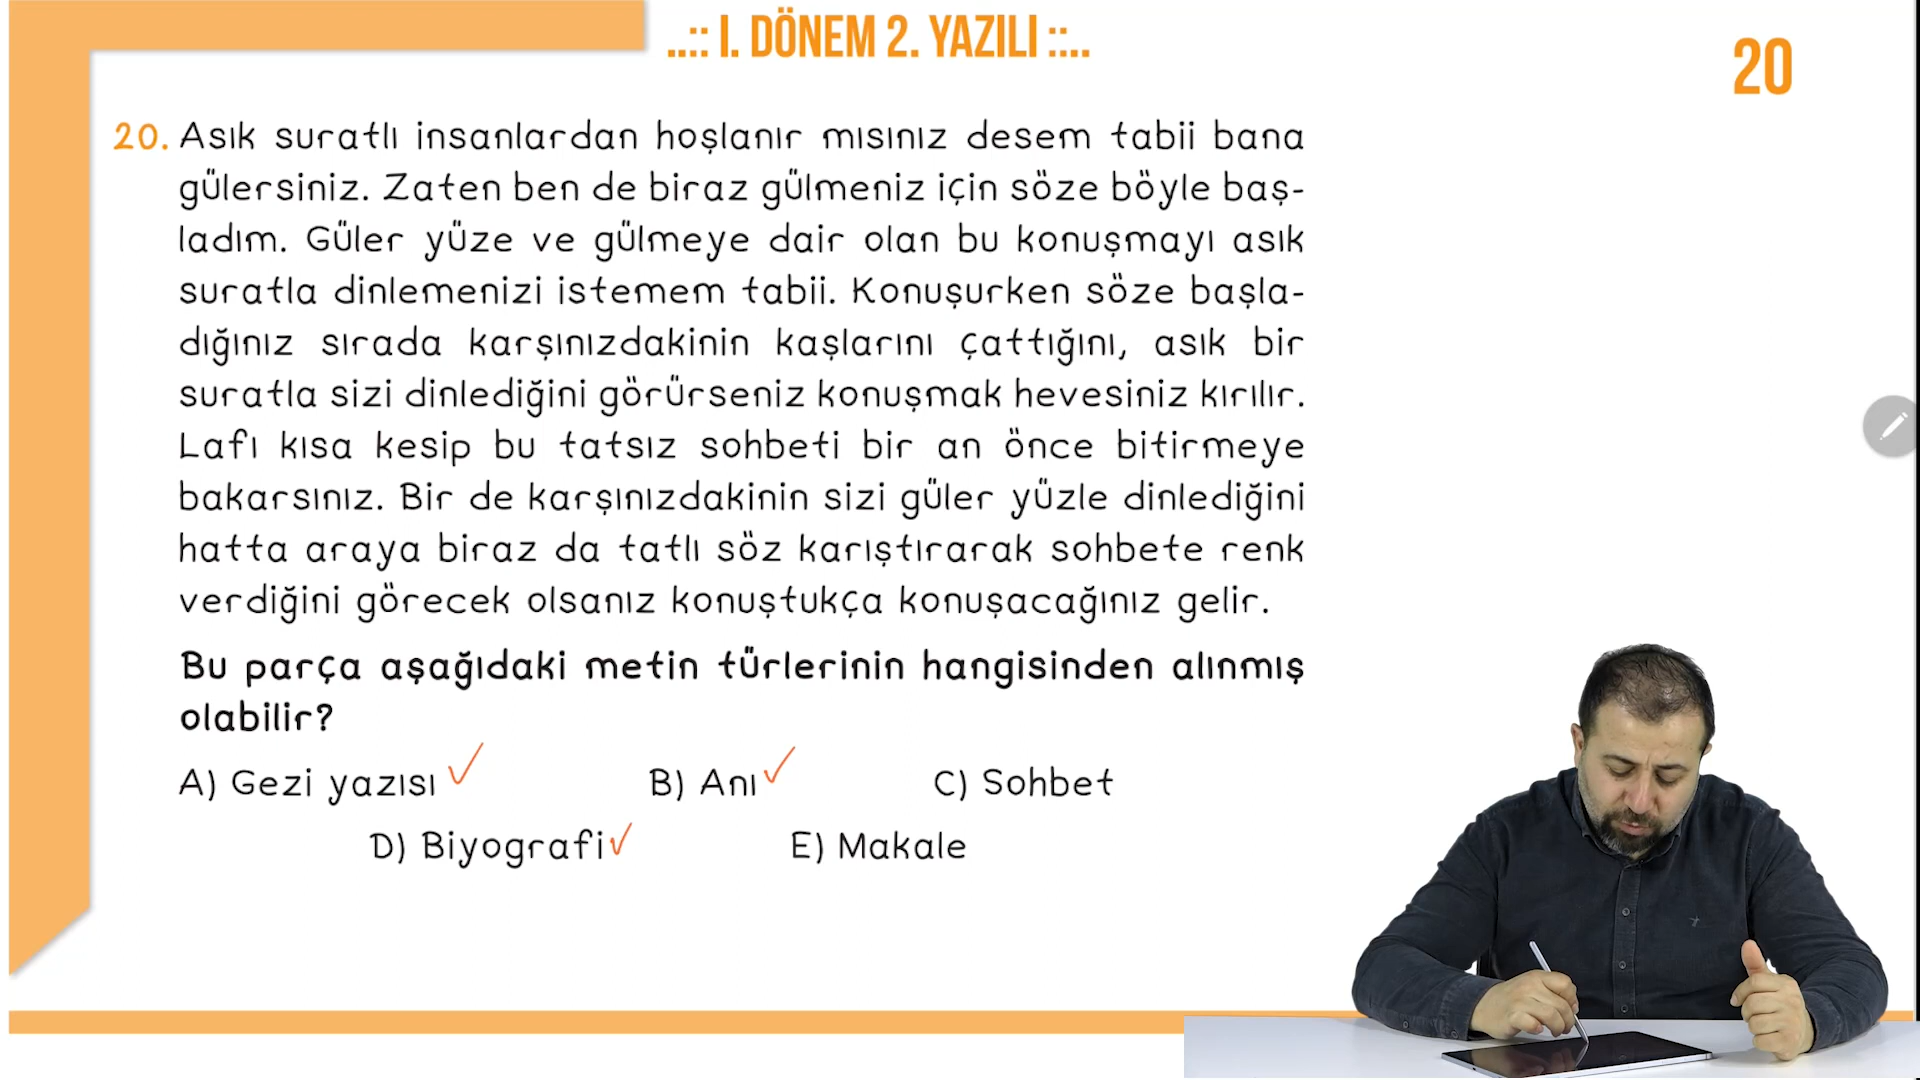 ..:: I. DÖNEM 2. YAZILI ::..
20
20. Asık suratlı insanlardan hoşlanır mısınız desem tabii bana
gülersiniz. Zaten ben de biraz gülmeniz için söze böyle baş-
ladım. Güler yüze ve gülmeye dair olan bu konuşmayı asık
suratla dinlemenizi istemem tabii. Konuşurken söze başla-
dığınız sırada karşınızdakinin kaşlarını çattığını, asık bir
suratla sizi dinlediğini görürseniz konuşmak hevesiniz kırılır.
Lafı kısa kesip bu tatsız sohbeti bir an önce bitirmeye
bakarsınız. Bir de karşınızdakinin sizi güler yüzle dinlediğini
hatta araya biraz da tatlı söz karıştırarak sohbete renk
verdiğini görecek olsanız konuştukça konuşacağınız gelir.
Bu parça aşağıdaki metin türlerinin hangisinden alınmış
olabilir?
A) Gezi yazısı ✓ B) Anı ✓ C) Sohbet
D) Biyografi ✓ E) Makale